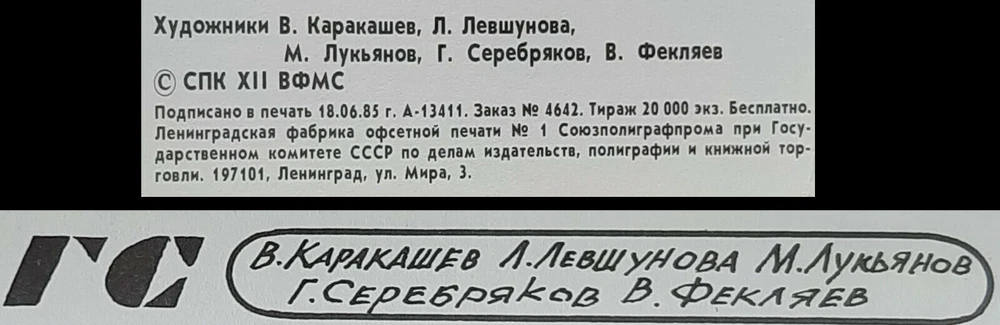 Художники В. Каракашев, Л. Левшунова,
М. Лукьянов, Г. Серебряков, В. Фекляев
© СПК XII ВФМС
Подписано в печать 18.06.85 г. А-13411. Заказ № 4642. Тираж 20 000 экз. Бесплатно.
Ленинградская фабрика офсетной печати № 1 Союзполиграфпрома при Госу-
дарственном комитете СССР по делам издательств, полиграфии и книжной тор-
говли. 197101, Ленинград, ул. Мира, 3.
ГС В. КАРАКАШЕВ Л. ЛЕВШУНОВА М. ЛУКЬЯНОВ
Г. СЕРЕБРЯКОВ В. ФЕКЛЯЕВ